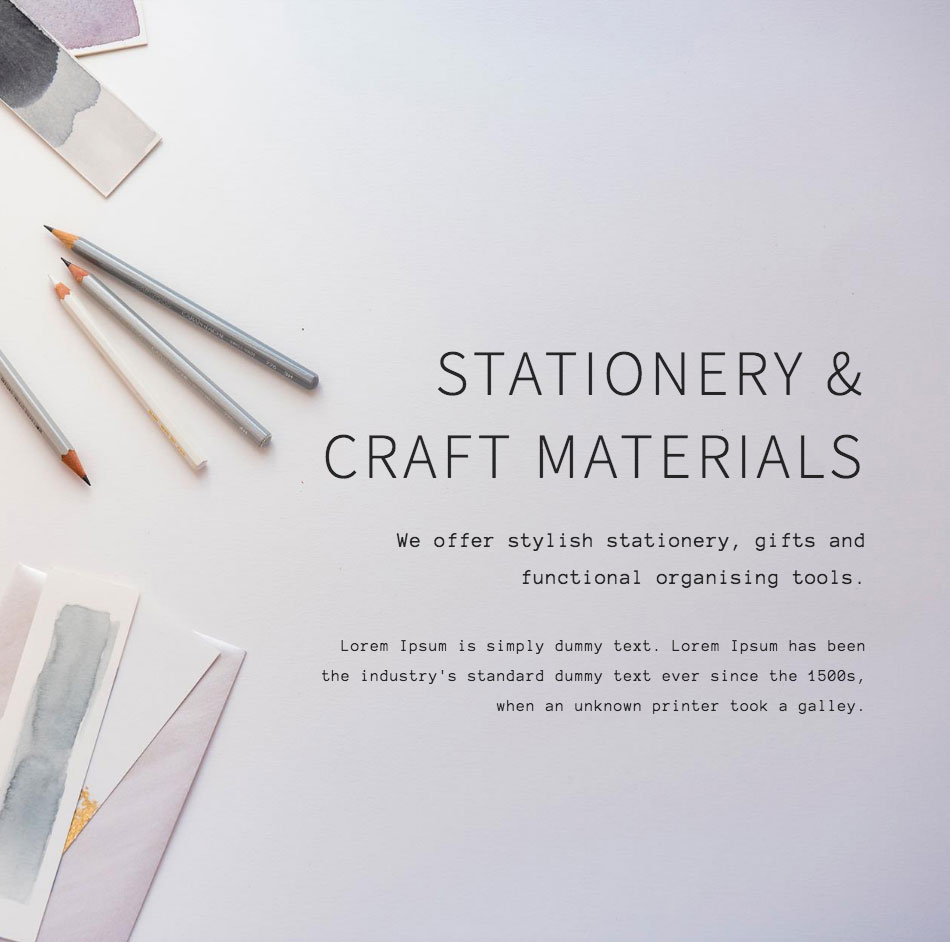 STATIONERY &
CRAFT MATERIALS
We offer stylish stationery, gifts and
functional organising tools.
Lorem Ipsum is simply dummy text. Lorem Ipsum has been
the industry's standard dummy text ever since the 1500s,
when an unknown printer took a galley.